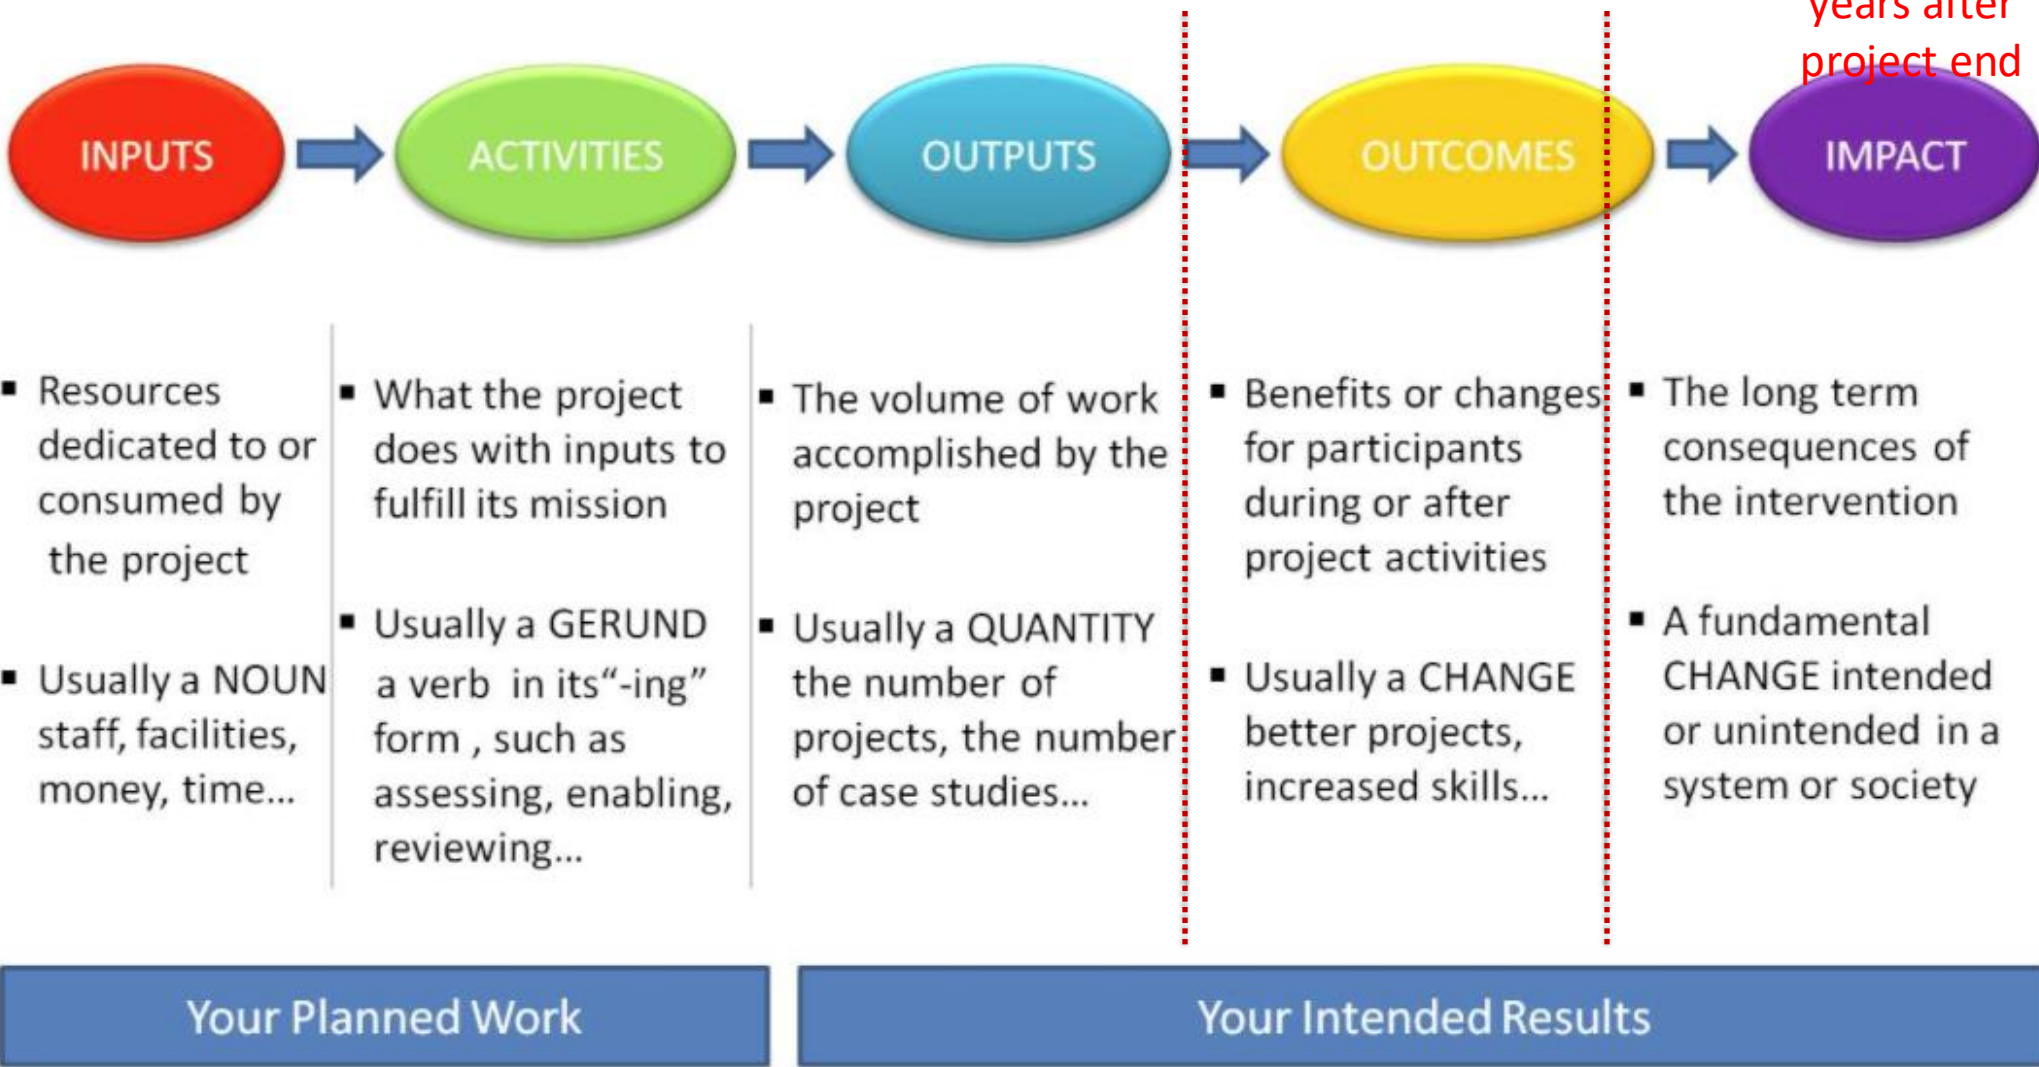 years after
project end
INPUTS
ACTIVITIES
OUTPUTS
OUTCOMES
IMPACT
▪ Resources
dedicated to or
consumed by
the project
▪ Usually a NOUN
staff, facilities,
money, time...
▪ What the project
does with inputs to
fulfill its mission
▪ Usually a GERUND
a verb in its“-ing”
form , such as
assessing, enabling,
reviewing...
▪ The volume of work
accomplished by the
project
▪ Usually a QUANTITY
the number of
projects, the number
of case studies...
▪ Benefits or changes
for participants
during or after
project activities
▪ Usually a CHANGE
better projects,
increased skills...
▪ The long term
consequences of
the intervention
▪ A fundamental
CHANGE intended
or unintended in a
system or society
Your Planned Work
Your Intended Results